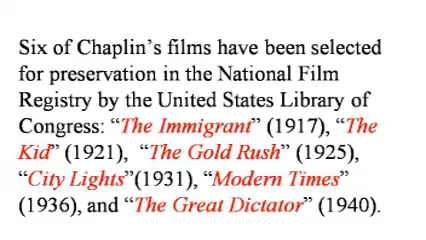 Six of Chaplin’s films have been selected
for preservation in the National Film
Registry by the United States Library of
Congress: “The Immigrant” (1917), “The
Kid” (1921),  “The Gold Rush” (1925),
“City Lights”(1931), “Modern Times”
(1936), and “The Great Dictator” (1940).